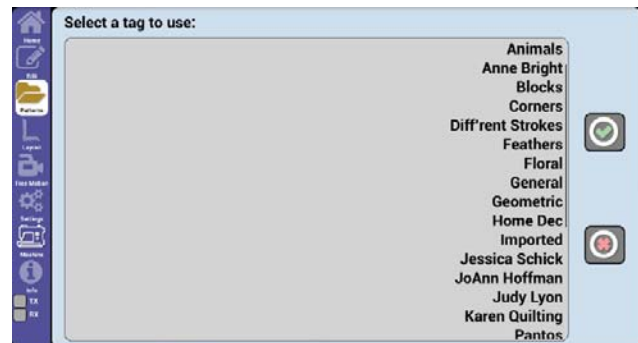 Select a tag to use:
Home
Edit
Patterns
Layout
Free Motion
Settings
Machine
Info
TX
RX
Animals
Anne Bright
Blocks
Corners
Diff'rent Strokes
Feathers
Floral
General
Geometric
Home Dec
Imported
Jessica Schick
JoAnn Hoffman
Judy Lyon
Karen Quilting
Pantos